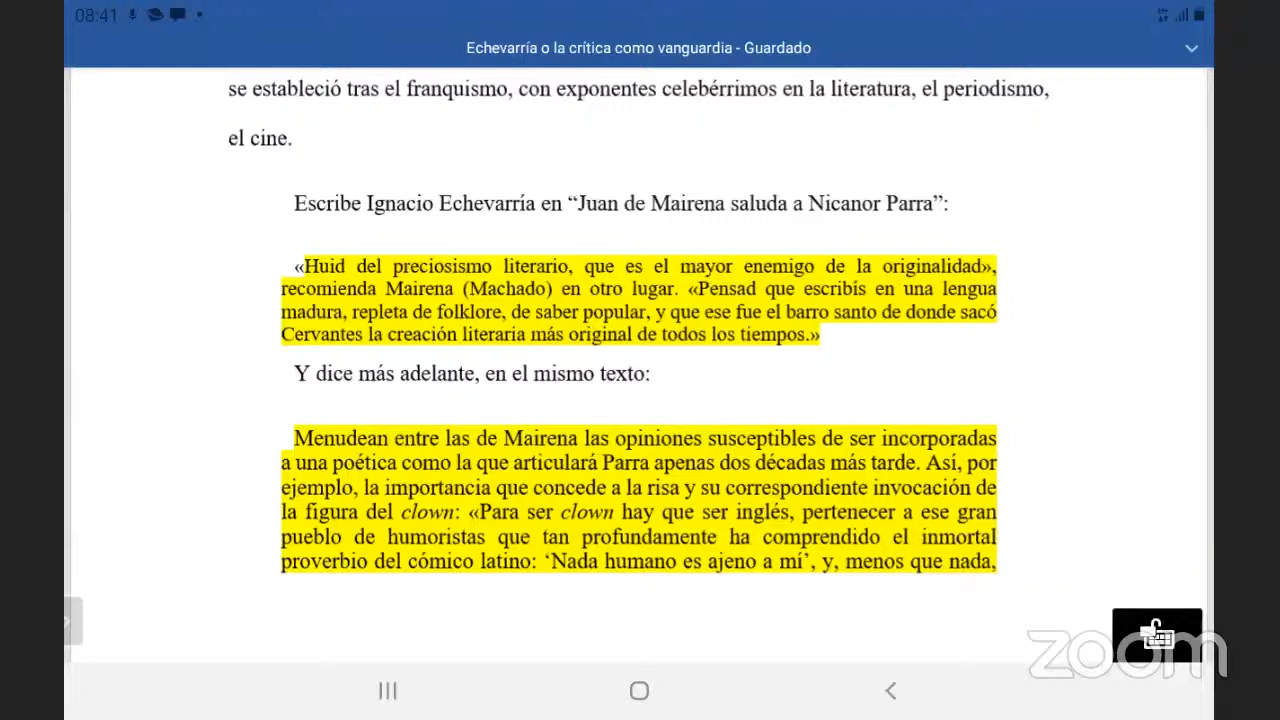 08:41
Echevarría o la crítica como vanguardia - Guardado
se estableció tras el franquismo, con exponentes celebérrimos en la literatura, el periodismo,
el cine.
Escribe Ignacio Echevarría en “Juan de Mairena saluda a Nicanor Parra”:
«Huid del preciosismo literario, que es el mayor enemigo de la originalidad»,
recomienda Mairena (Machado) en otro lugar. «Pensad que escribís en una lengua
madura, repleta de folklore, de saber popular, y que ese fue el barro santo de donde sacó
Cervantes la creación literaria más original de todos los tiempos.»
Y dice más adelante, en el mismo texto:
Menudean entre las de Mairena las opiniones susceptibles de ser incorporadas
a una poética como la que articulará Parra apenas dos décadas más tarde. Así, por
ejemplo, la importancia que concede a la risa y su correspondiente invocación de
la figura del clown: «Para ser clown hay que ser inglés, pertenecer a ese gran
pueblo de humoristas que tan profundamente ha comprendido el inmortal
proverbio del cómico latino: ‘Nada humano es ajeno a mí’, y, menos que nada,
zoom